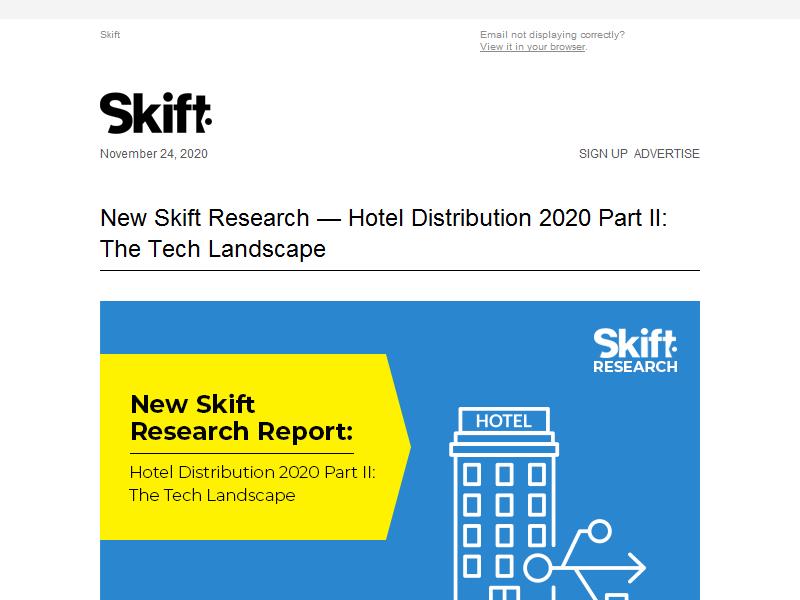 Skift
Email not displaying correctly?
View it in your browser.
Skift
November 24, 2020
SIGN UP ADVERTISE
New Skift Research — Hotel Distribution 2020 Part II:
The Tech Landscape
Skift
RESEARCH
New Skift
Research Report:
Hotel Distribution 2020 Part II:
The Tech Landscape
HOTEL